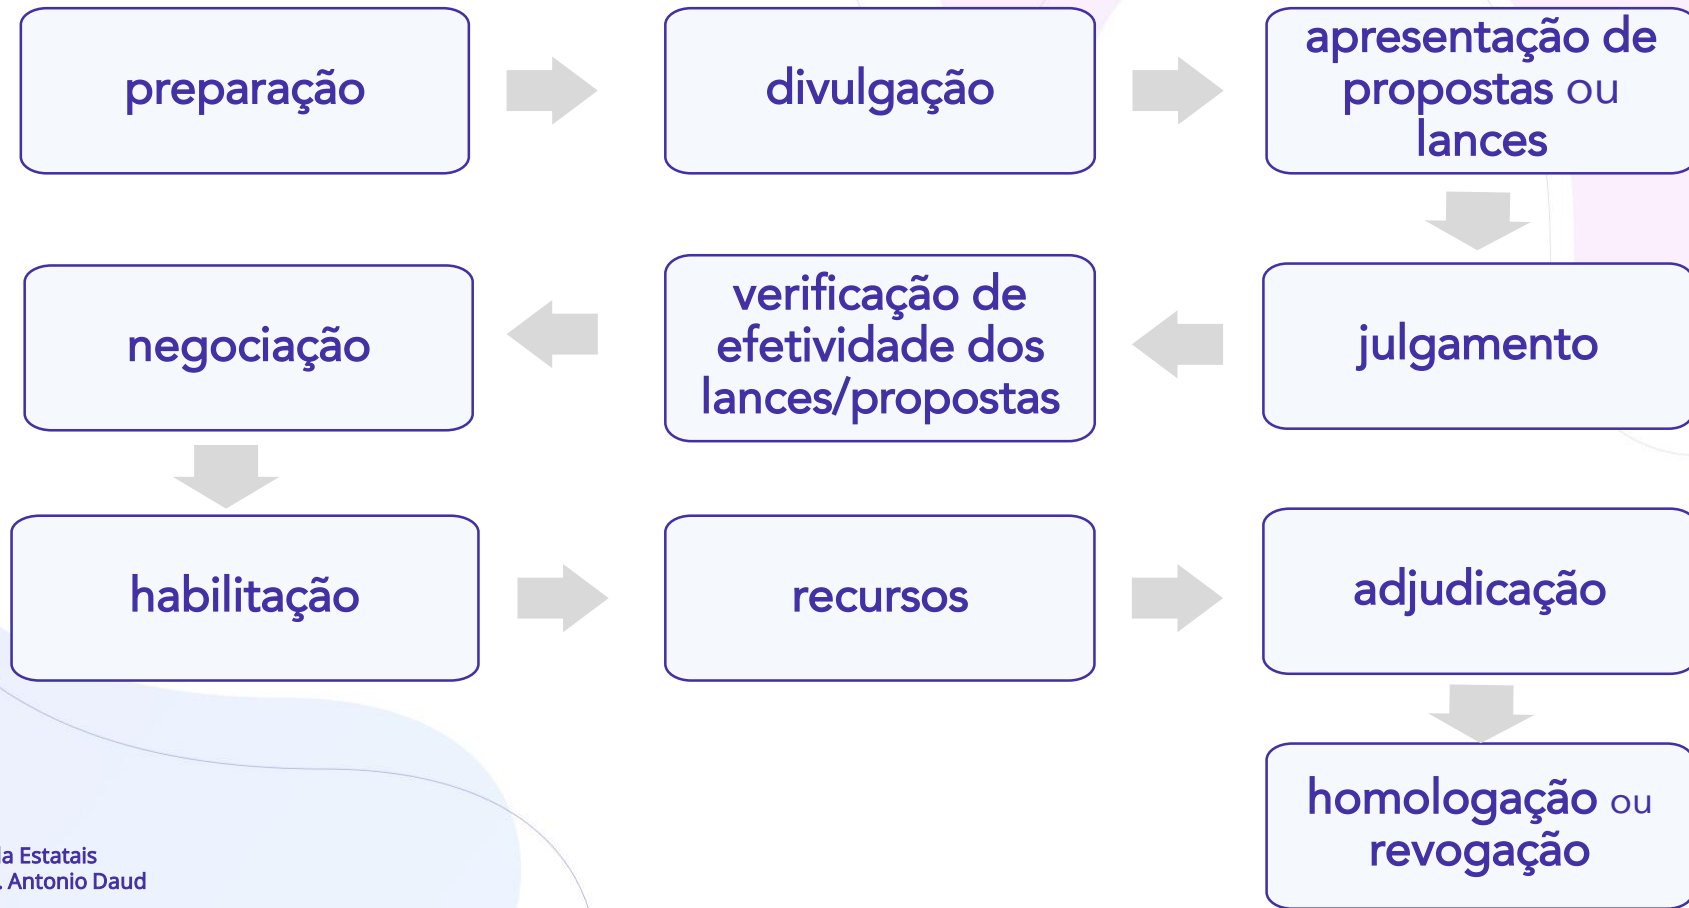 preparação
divulgação
apresentação de
propostas ou
lances
julgamento
verificação de
efetividade dos
lances/propostas
negociação
habilitação
recursos
adjudicação
homologação ou
revogação
Estatais
Antonio Daud